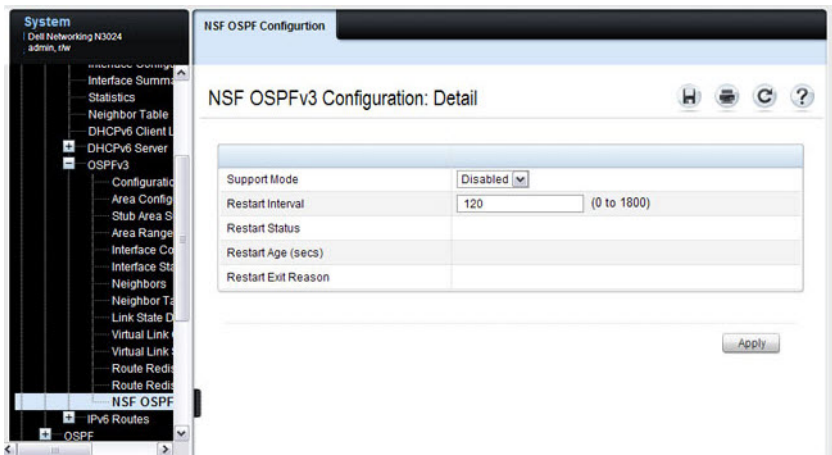 System
Dell Networking N3024
admin, r/w
NSF OSPF Configurtion
Interface Summa
Statistics
Neighbor Table
DHCPv6 Client L
DHCPv6 Server
OSPFv3
Configuratio
Area Config
Stub Area S
Area Range
Interface Co
Interface Sta
Neighbors
Neighbor Ta
Link State D
Virtual Link
Virtual Link
Route Redis
Route Redis
NSF OSPF
IPv6 Routes
OSPF
NSF OSPFv3 Configuration: Detail
Support Mode Disabled
Restart Interval 120 (0 to 1800)
Restart Status
Restart Age (secs)
Restart Exit Reason
Apply